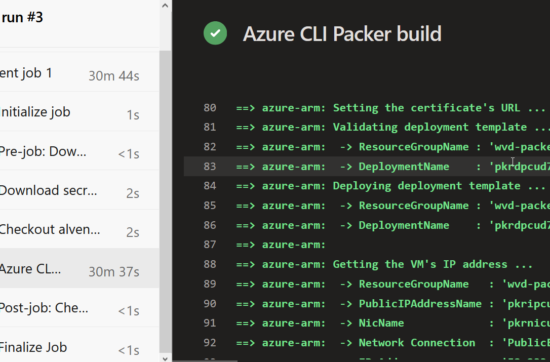 run #3
ent job 1 30m 44s
Initialize job 1s
Pre-job: Dow... <1s
Download secr... 2s
Checkout alven... 2s
Azure CL... 30m 37s
Post-job: Che... <1s
Finalize Job <1s
Azure CLI Packer build
80 ==> azure-arm: Setting the certificate's URL ...
81 ==> azure-arm: Validating deployment template ...
82 ==> azure-arm: -> ResourceGroupName : 'wvd-packe
83 ==> azure-arm: -> DeploymentName : 'pkrdpcud7
84 ==> azure-arm: Deploying deployment template ...
85 ==> azure-arm: -> ResourceGroupName : 'wvd-packe
86 ==> azure-arm: -> DeploymentName : 'pkrdpcud7
87 ==> azure-arm:
88 ==> azure-arm: Getting the VM's IP address ...
89 ==> azure-arm: -> ResourceGroupName : 'wvd-pac
90 ==> azure-arm: -> PublicIPAddressName : 'pkripcu
91 ==> azure-arm: -> NicName : 'pkrnicu
92 ==> azure-arm: -> Network Connection : 'PublicE